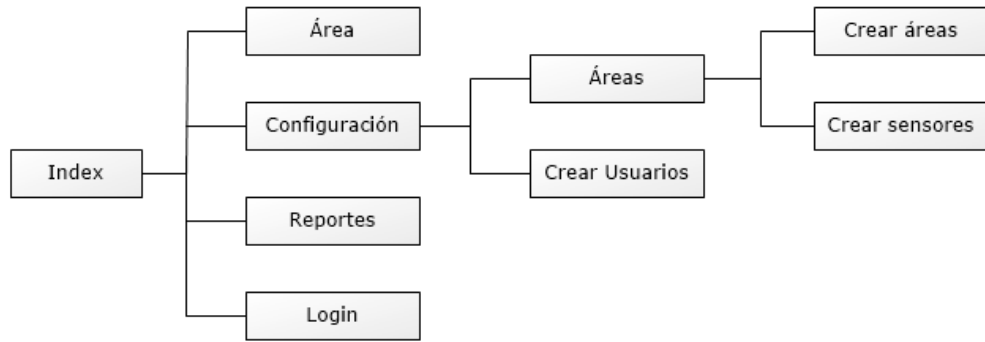 Index
Área
Configuración
Reportes
Login
Áreas
Crear Usuarios
Crear áreas
Crear sensores